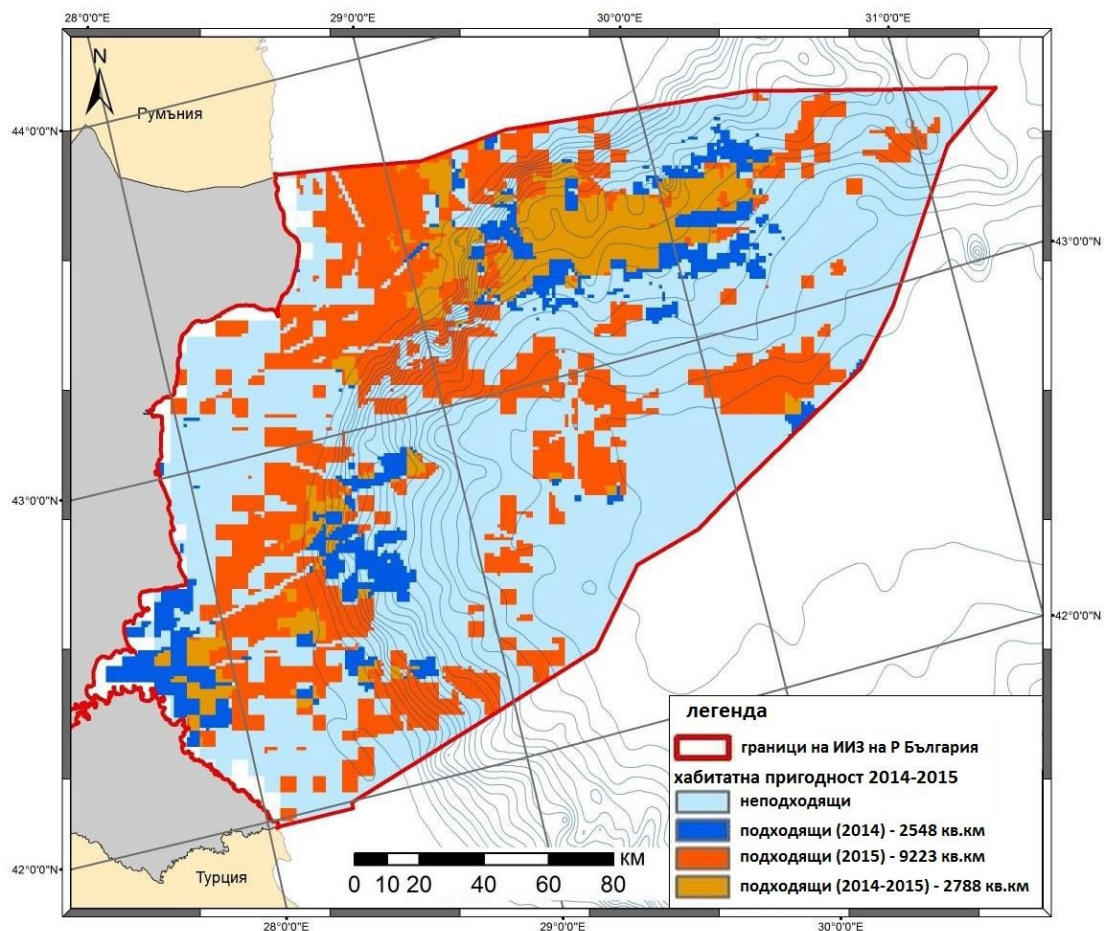 28°0'0"E
29°0'0"E
30°0'0"E
31°0'0"E
N
Румъния
44°0'0"N
43°0'0"N
43°0'0"N
42°0'0"N
легенда
граници на ИИЗ на Р България
хабитатна пригодност 2014-2015
неподходящи
подходящи (2014) - 2548 кв.км
подходящи (2015) - 9223 кв.км
подходящи (2014-2015) - 2788 кв.км
КМ
0 10 20 40 60 80
42°0'0"N
Турция
28°0'0"E
29°0'0"E
30°0'0"E